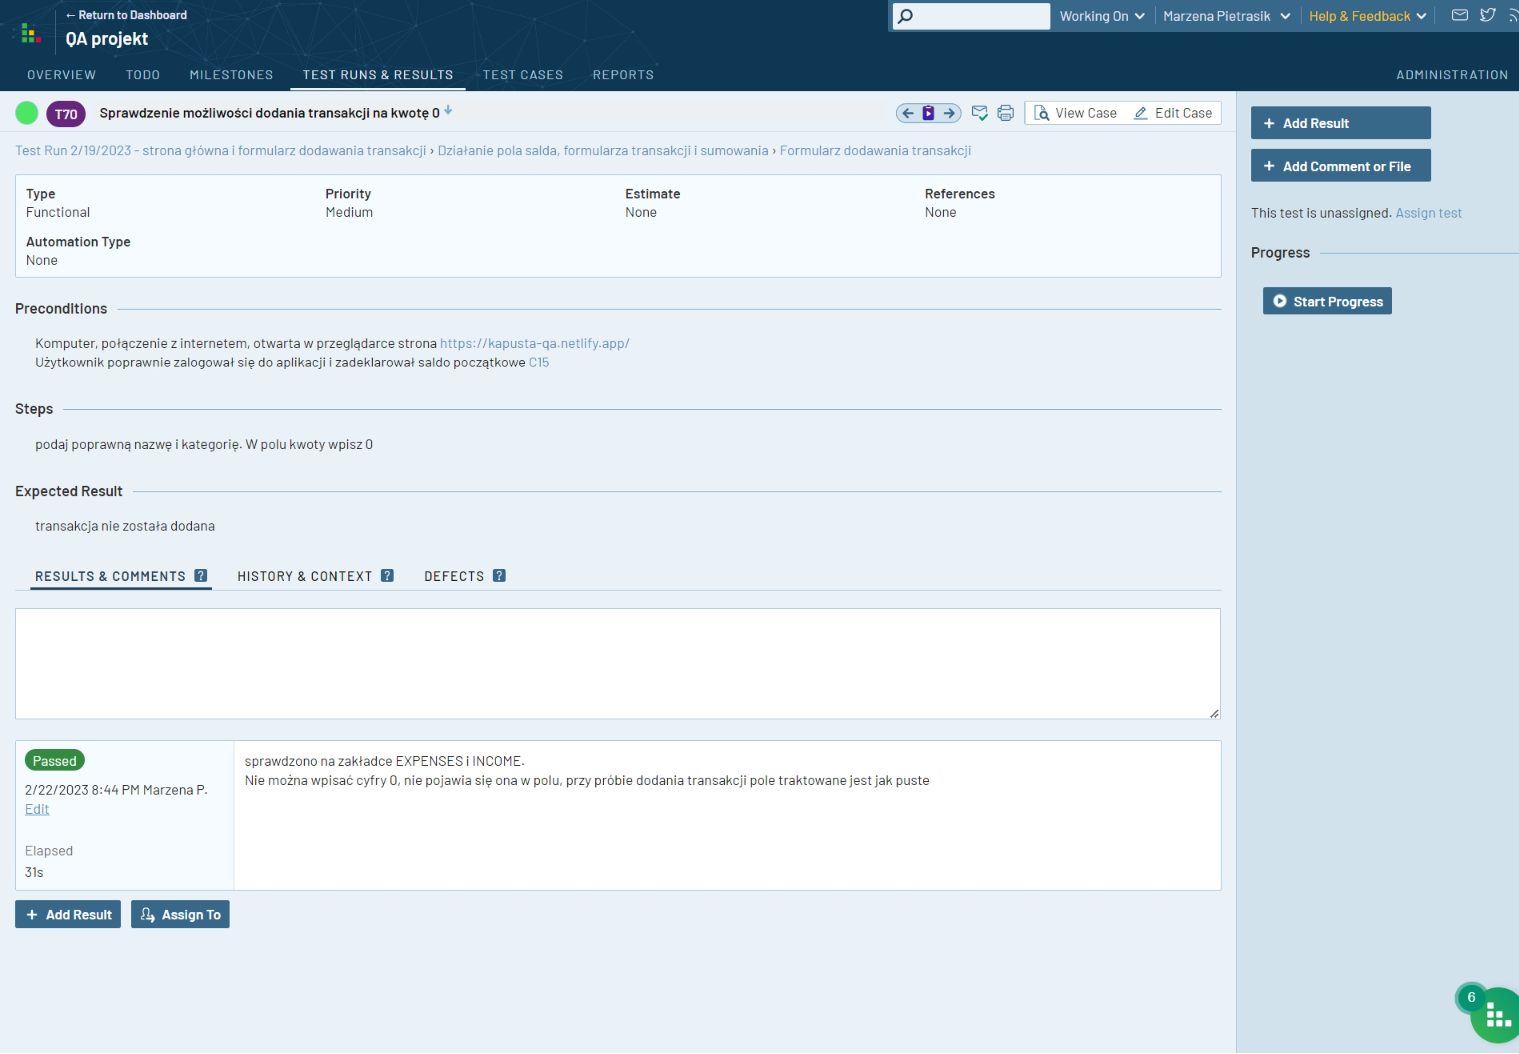 ← Return to Dashboard
QA projekt
Working On
Marzena Pietrasik
Help & Feedback
OVERVIEW
TODO
MILESTONES
TEST RUNS & RESULTS
TEST CASES
REPORTS
ADMINISTRATION
T70
Sprawdzenie możliwości dodania transakcji na kwotę 0
View Case
Edit Case
Test Run 2/19/2023 - strona główna i formularz dodawania transakcji › Działanie pola salda, formularza transakcji i sumowania › Formularz dodawania transakcji
Type
Functional
Priority
Medium
Estimate
None
References
None
Automation Type
None
Preconditions
Komputer, połączenie z internetem, otwarta w przeglądarce strona https://kapusta-qa.netlify.app/
Użytkownik poprawnie zalogował się do aplikacji i zadeklarował saldo początkowe C15
Steps
podaj poprawną nazwę i kategorię. W polu kwoty wpisz 0
Expected Result
transakcja nie została dodana
RESULTS & COMMENTS ?
HISTORY & CONTEXT ?
DEFECTS ?
Passed
2/22/2023 8:44 PM Marzena P.
Edit
Elapsed
31s
sprawdzono na zakładce EXPENSES i INCOME.
Nie można wpisać cyfry 0, nie pojawia się ona w polu, przy próbie dodania transakcji pole traktowane jest jak puste
+ Add Result
Assign To
+ Add Result
+ Add Comment or File
This test is unassigned. Assign test
Progress
Start Progress
6